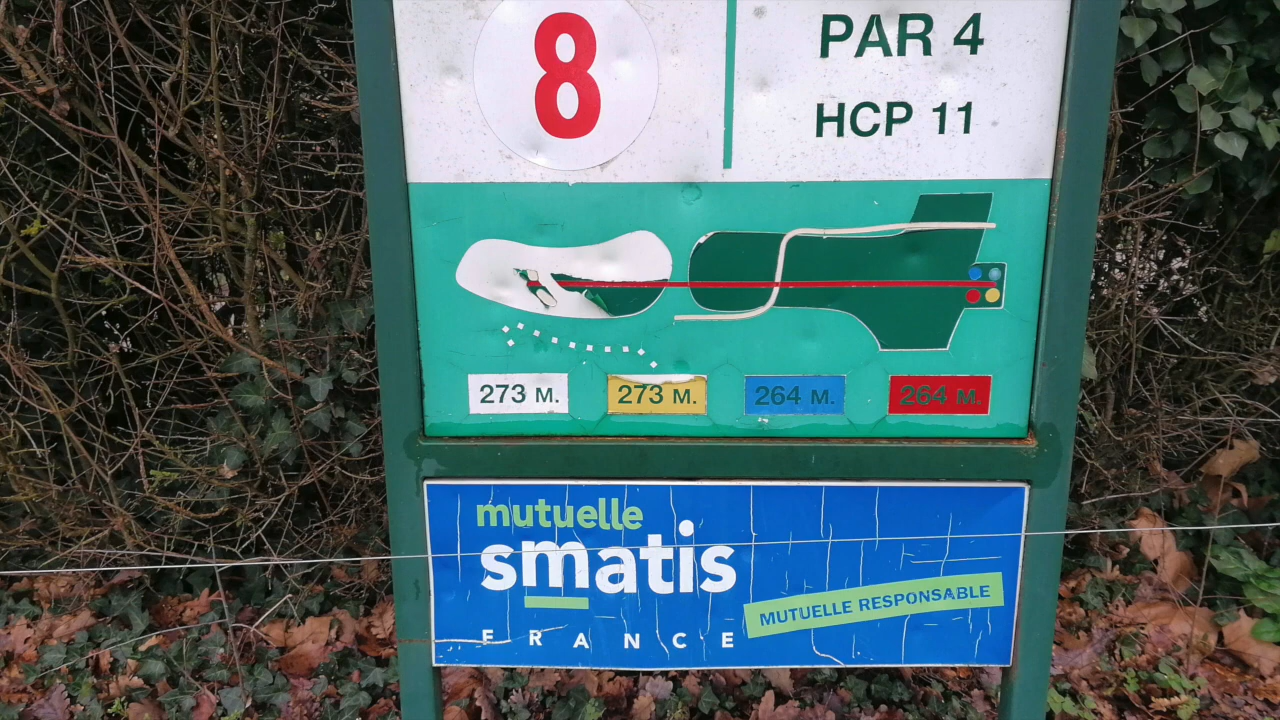 8
PAR 4
HCP 11
273 M.
273 M.
264 M.
264 M.
mutuelle
smatis
FRANCE
MUTUELLE RESPONSABLE